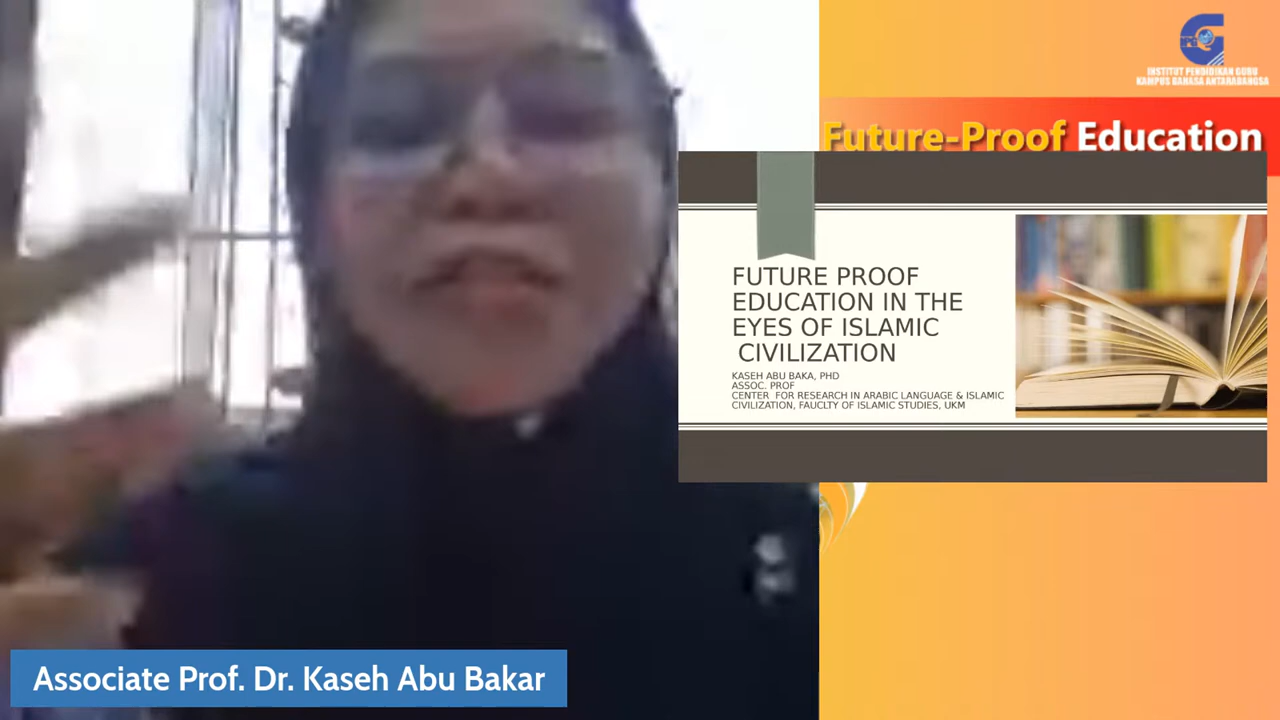 INSTITUT PENDIDIKAN GURU
KAMPUS BAHASA ANTARABANGSA
Future-Proof Education
FUTURE PROOF
EDUCATION IN THE
EYES OF ISLAMIC
CIVILIZATION
KASEH ABU BAKA, PHD
ASSOC. PROF
CENTER FOR RESEARCH IN ARABIC LANGUAGE & ISLAMIC
CIVILIZATION, FAUCLTY OF ISLAMIC STUDIES, UKM
Associate Prof. Dr. Kaseh Abu Bakar